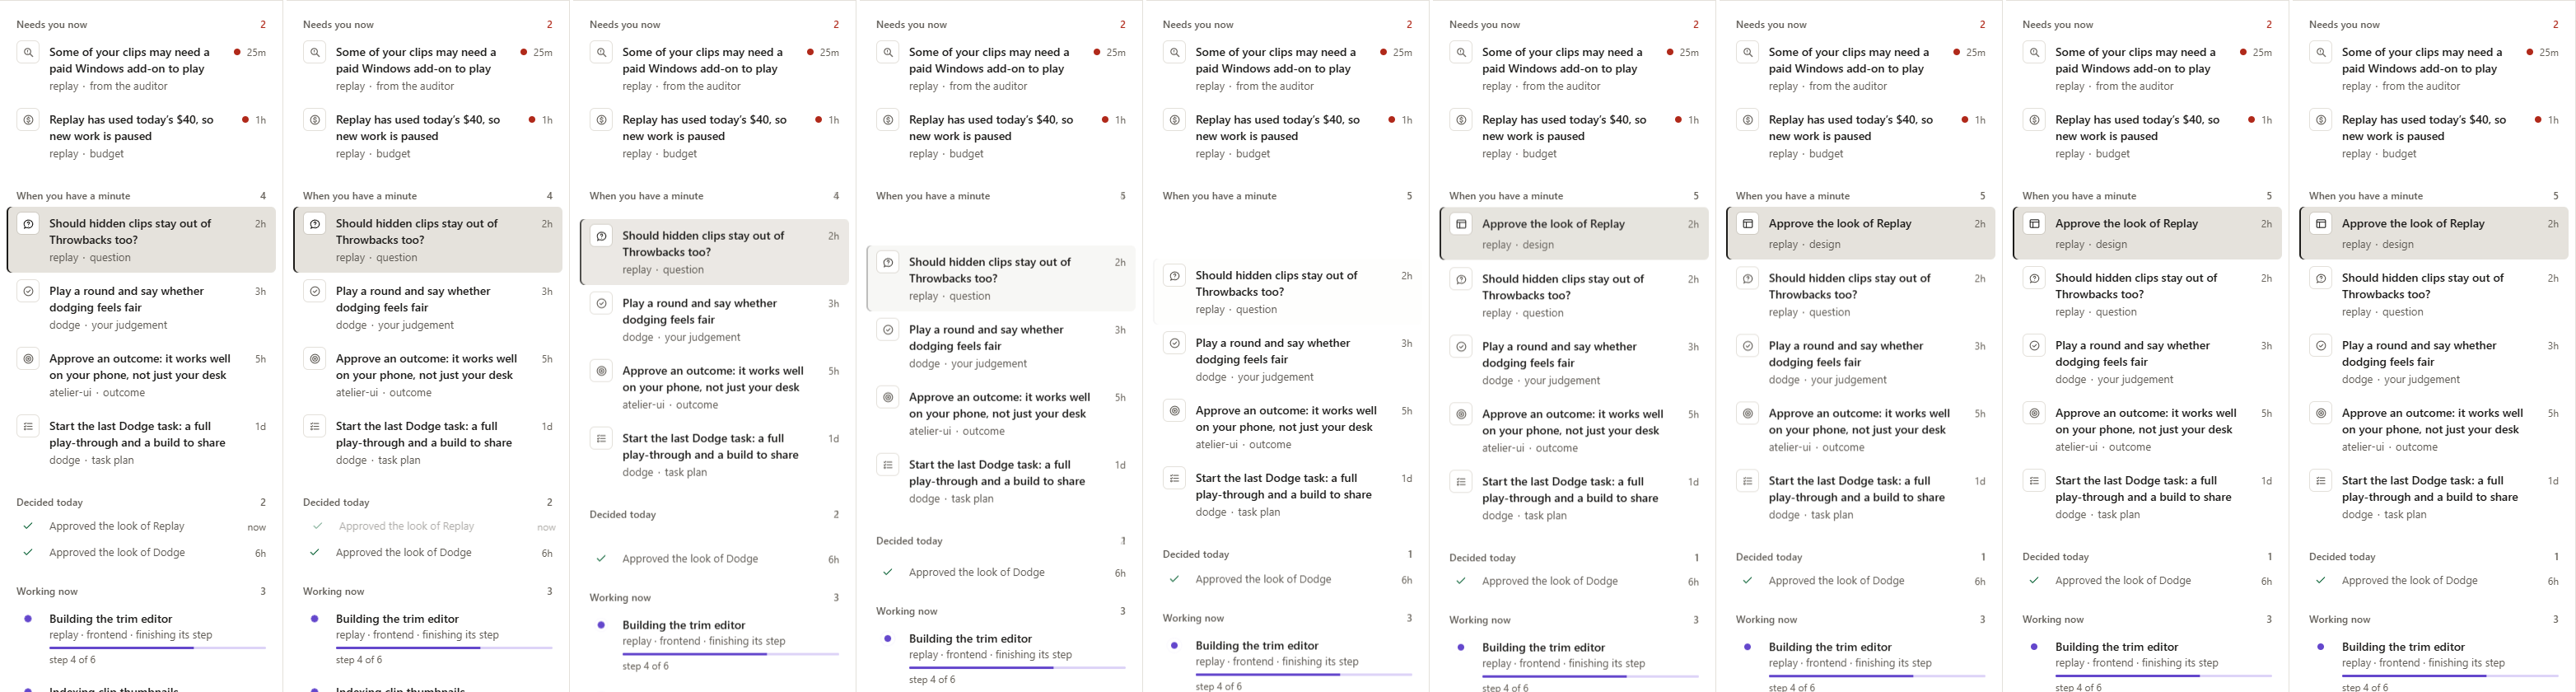 Needs you now 2
Some of your clips may need a 25m
paid Windows add-on to play
replay · from the auditor
Replay has used today's $40, so 1h
new work is paused
replay · budget
When you have a minute 4
Should hidden clips stay out of 2h
Throwbacks too?
replay · question
Play a round and say whether 3h
dodging feels fair
dodge · your judgement
Approve an outcome: it works well 5h
on your phone, not just your desk
atelier-ui · outcome
Start the last Dodge task: a full 1d
play-through and a build to share
dodge · task plan
Decided today 2
Approved the look of Replay now
Approved the look of Dodge 6h
Working now 3
Building the trim editor
replay · frontend · finishing its step
step 4 of 6
Indexing clip thumbnails
Needs you now 2
Some of your clips may need a 25m
paid Windows add-on to play
replay · from the auditor
Replay has used today's $40, so 1h
new work is paused
replay · budget
When you have a minute 4
Should hidden clips stay out of 2h
Throwbacks too?
replay · question
Play a round and say whether 3h
dodging feels fair
dodge · your judgement
Approve an outcome: it works well 5h
on your phone, not just your desk
atelier-ui · outcome
Start the last Dodge task: a full 1d
play-through and a build to share
dodge · task plan
Decided today 2
Approved the look of Replay now
Approved the look of Dodge 6h
Working now 3
Building the trim editor
replay · frontend · finishing its step
step 4 of 6
Indexing clip thumbnails
Needs you now 2
Some of your clips may need a 25m
paid Windows add-on to play
replay · from the auditor
Replay has used today's $40, so 1h
new work is paused
replay · budget
When you have a minute 4
Should hidden clips stay out of 2h
Throwbacks too?
replay · question
Play a round and say whether 3h
dodging feels fair
dodge · your judgement
Approve an outcome: it works well 5h
on your phone, not just your desk
atelier-ui · outcome
Start the last Dodge task: a full 1d
play-through and a build to share
dodge · task plan
Decided today 2
Approved the look of Dodge 6h
Working now 3
Building the trim editor
replay · frontend · finishing its step
step 4 of 6
Needs you now 2
Some of your clips may need a 25m
paid Windows add-on to play
replay · from the auditor
Replay has used today's $40, so 1h
new work is paused
replay · budget
When you have a minute 5
Should hidden clips stay out of 2h
Throwbacks too?
replay · question
Play a round and say whether 3h
dodging feels fair
dodge · your judgement
Approve an outcome: it works well 5h
on your phone, not just your desk
atelier-ui · outcome
Start the last Dodge task: a full 1d
play-through and a build to share
dodge · task plan
Decided today 1
Approved the look of Dodge 6h
Working now 3
Building the trim editor
replay · frontend · finishing its step
step 4 of 6
Needs you now 2
Some of your clips may need a 25m
paid Windows add-on to play
replay · from the auditor
Replay has used today's $40, so 1h
new work is paused
replay · budget
When you have a minute 5
Should hidden clips stay out of 2h
Throwbacks too?
replay · question
Play a round and say whether 3h
dodging feels fair
dodge · your judgement
Approve an outcome: it works well 5h
on your phone, not just your desk
atelier-ui · outcome
Start the last Dodge task: a full 1d
play-through and a build to share
dodge · task plan
Decided today 1
Approved the look of Dodge 6h
Working now 3
Building the trim editor
replay · frontend · finishing its step
step 4 of 6
Needs you now 2
Some of your clips may need a 25m
paid Windows add-on to play
replay · from the auditor
Replay has used today's $40, so 1h
new work is paused
replay · budget
When you have a minute 5
Approve the look of Replay 2h
replay · design
Should hidden clips stay out of 2h
Throwbacks too?
replay · question
Play a round and say whether 3h
dodging feels fair
dodge · your judgement
Approve an outcome: it works well 5h
on your phone, not just your desk
atelier-ui · outcome
Start the last Dodge task: a full 1d
play-through and a build to share
dodge · task plan
Decided today 1
Approved the look of Dodge 6h
Working now 3
Building the trim editor
replay · frontend · finishing its step
step 4 of 6
Needs you now 2
Some of your clips may need a 25m
paid Windows add-on to play
replay · from the auditor
Replay has used today's $40, so 1h
new work is paused
replay · budget
When you have a minute 5
Approve the look of Replay 2h
replay · design
Should hidden clips stay out of 2h
Throwbacks too?
replay · question
Play a round and say whether 3h
dodging feels fair
dodge · your judgement
Approve an outcome: it works well 5h
on your phone, not just your desk
atelier-ui · outcome
Start the last Dodge task: a full 1d
play-through and a build to share
dodge · task plan
Decided today 1
Approved the look of Dodge 6h
Working now 3
Building the trim editor
replay · frontend · finishing its step
step 4 of 6
Needs you now 2
Some of your clips may need a 25m
paid Windows add-on to play
replay · from the auditor
Replay has used today's $40, so 1h
new work is paused
replay · budget
When you have a minute 5
Approve the look of Replay 2h
replay · design
Should hidden clips stay out of 2h
Throwbacks too?
replay · question
Play a round and say whether 3h
dodging feels fair
dodge · your judgement
Approve an outcome: it works well 5h
on your phone, not just your desk
atelier-ui · outcome
Start the last Dodge task: a full 1d
play-through and a build to share
dodge · task plan
Decided today 1
Approved the look of Dodge 6h
Working now 3
Building the trim editor
replay · frontend · finishing its step
step 4 of 6
Needs you now 2
Some of your clips may need a 25m
paid Windows add-on to play
replay · from the auditor
Replay has used today's $40, so 1h
new work is paused
replay · budget
When you have a minute 5
Approve the look of Replay 2h
replay · design
Should hidden clips stay out of 2h
Throwbacks too?
replay · question
Play a round and say whether 3h
dodging feels fair
dodge · your judgement
Approve an outcome: it works well 5h
on your phone, not just your desk
atelier-ui · outcome
Start the last Dodge task: a full 1d
play-through and a build to share
dodge · task plan
Decided today 1
Approved the look of Dodge 6h
Working now 3
Building the trim editor
replay · frontend · finishing its step
step 4 of 6